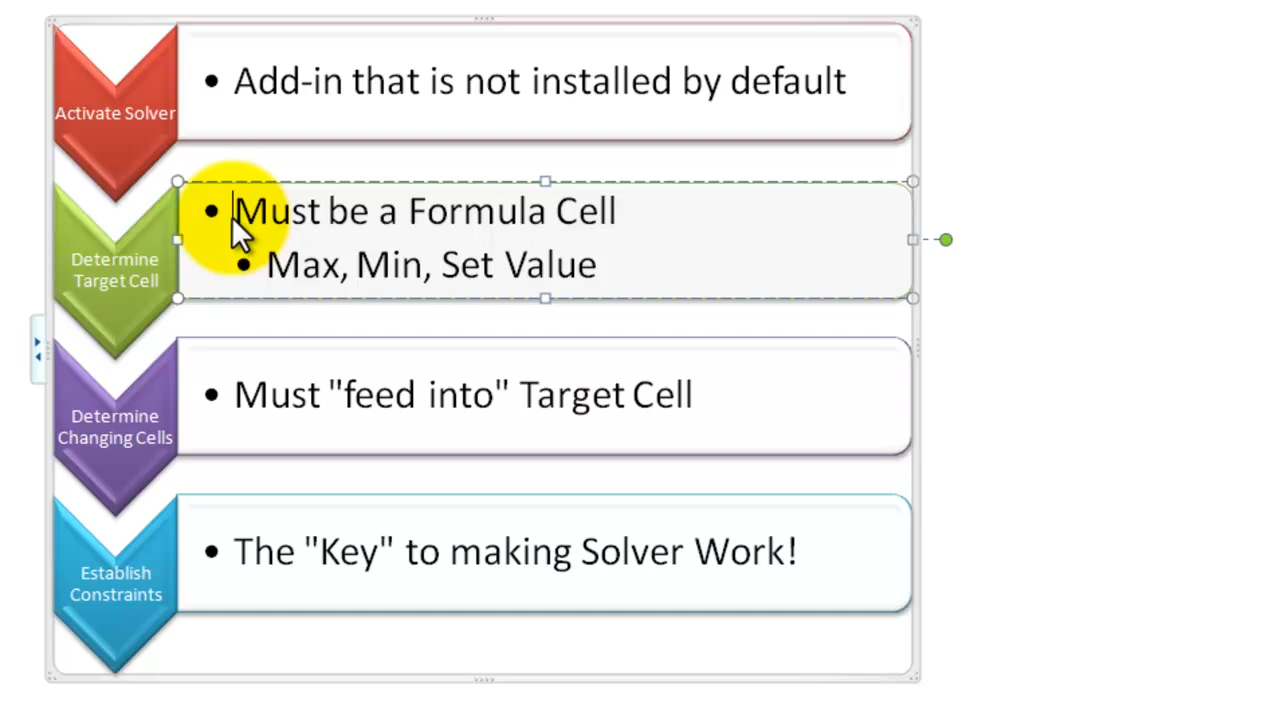 Activate Solver
• Add-in that is not installed by default
Determine
Target Cell
• Must be a Formula Cell
• Max, Min, Set Value
Determine
Changing Cells
• Must "feed into" Target Cell
Establish
Constraints
• The "Key" to making Solver Work!